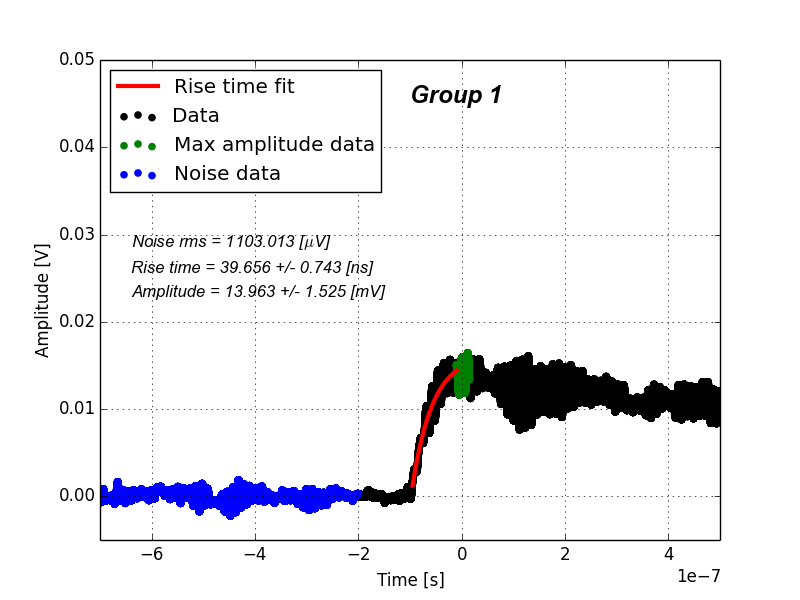 Group 1
Rise time fit
Data
Max amplitude data
Noise data
Noise rms = 1103.013 [μV]
Rise time = 39.656 +/- 0.743 [ns]
Amplitude = 13.963 +/- 1.525 [mV]
Amplitude [V]
0.05
0.04
0.03
0.02
0.01
0.00
−6 −4 −2 0 2 4
1e−7
Time [s]